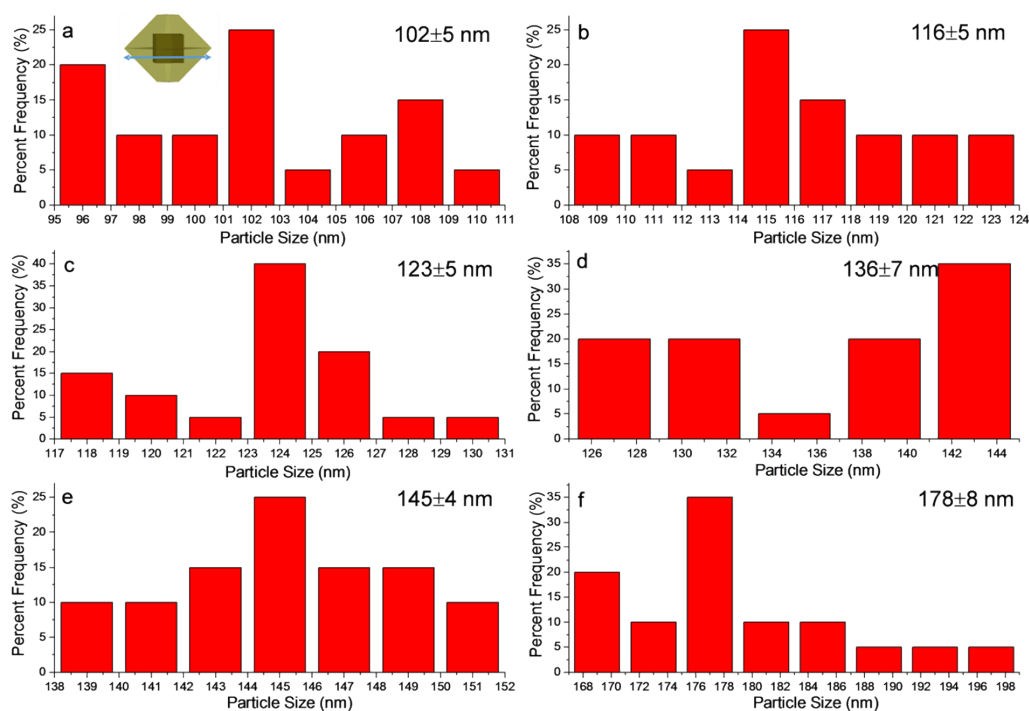 a
102±5 nm
Percent Frequency (%)
25
20
15
10
5
0
95 96 97 98 99 100 101 102 103 104 105 106 107 108 109 110 111
Particle Size (nm)
b
116±5 nm
Percent Frequency (%)
25
20
15
10
5
0
108 109 110 111 112 113 114 115 116 117 118 119 120 121 122 123 124
Particle Size (nm)
c
123±5 nm
Percent Frequency (%)
40
35
30
25
20
15
10
5
0
117 118 119 120 121 122 123 124 125 126 127 128 129 130 131
Particle Size (nm)
d
136±7 nm
Percent Frequency (%)
35
30
25
20
15
10
5
0
126 128 130 132 134 136 138 140 142 144
Particle Size (nm)
e
145±4 nm
Percent Frequency (%)
25
20
15
10
5
0
138 139 140 141 142 143 144 145 146 147 148 149 150 151 152
Particle Size (nm)
f
178±8 nm
Percent Frequency (%)
35
30
25
20
15
10
5
0
168 170 172 174 176 178 180 182 184 186 188 190 192 194 196 198
Particle Size (nm)